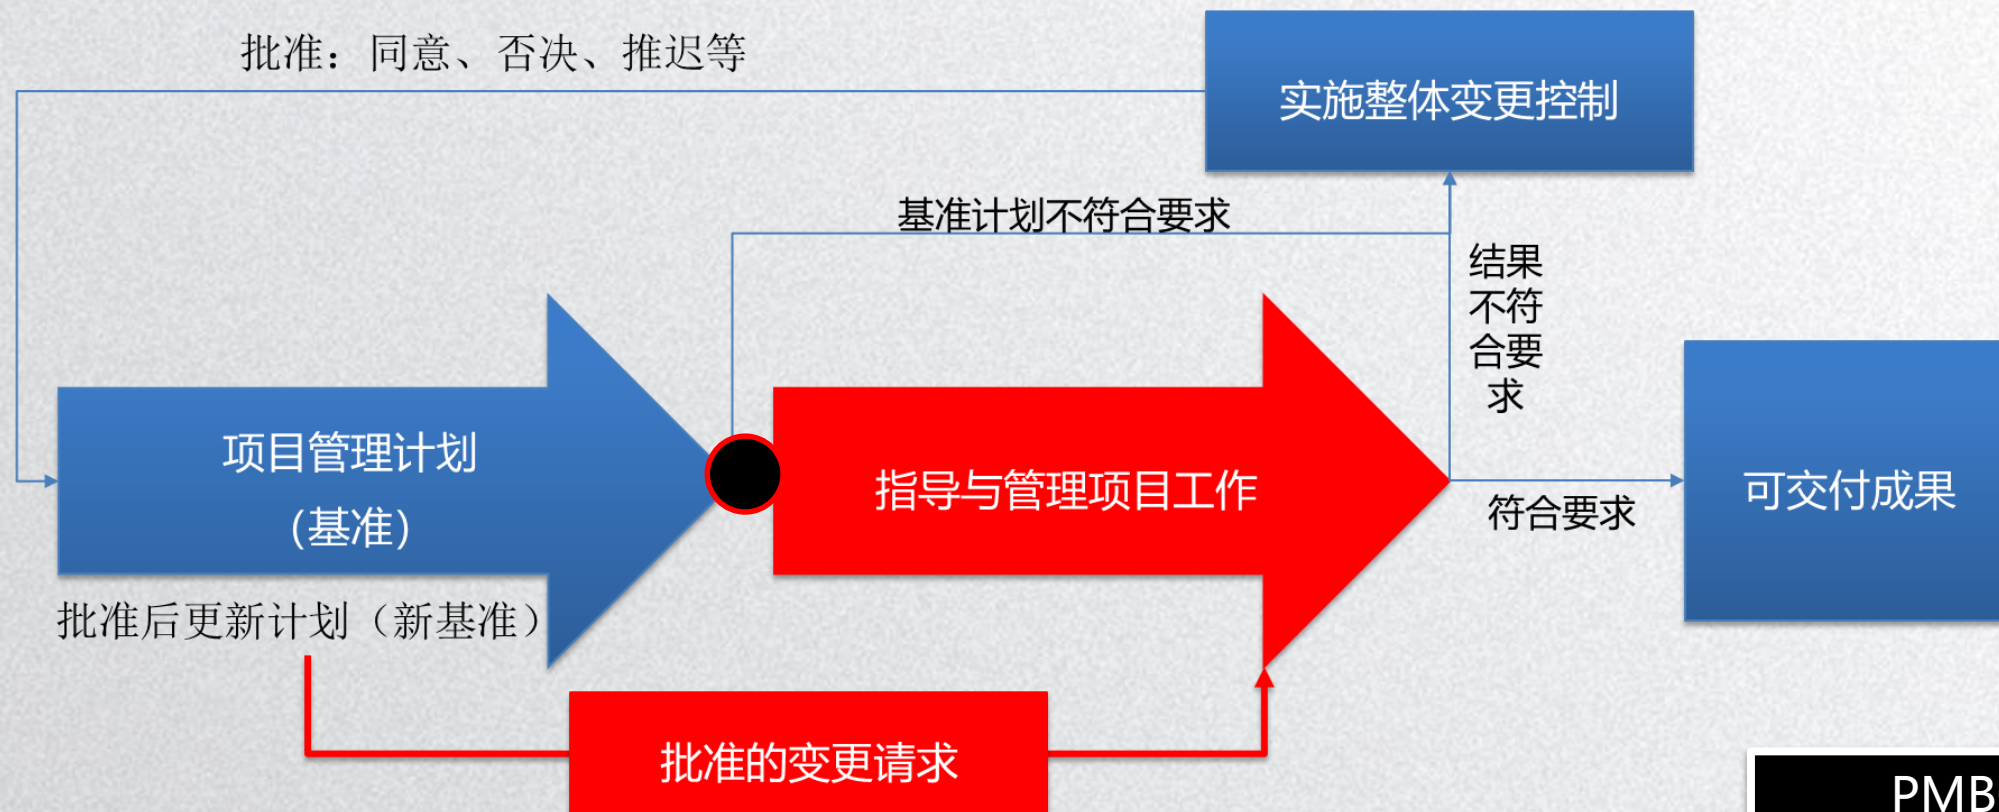 批准：同意、否决、推迟等
实施整体变更控制
基准计划不符合要求
结果
不符
合要
求
项目管理计划
（基准）
指导与管理项目工作
符合要求
可交付成果
批准后更新计划（新基准）
批准的变更请求
PMB